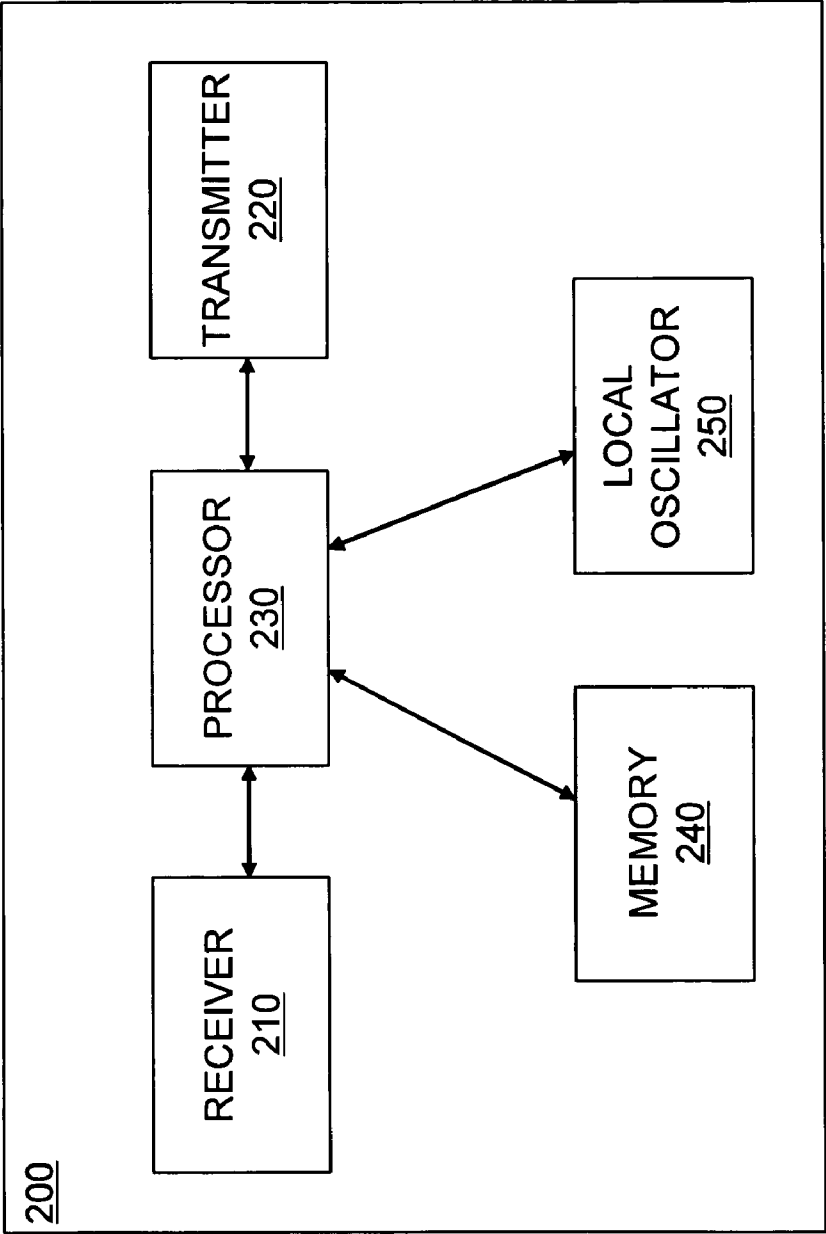 200
RECEIVER
210
PROCESSOR
230
TRANSMITTER
220
MEMORY
240
LOCAL
OSCILLATOR
250